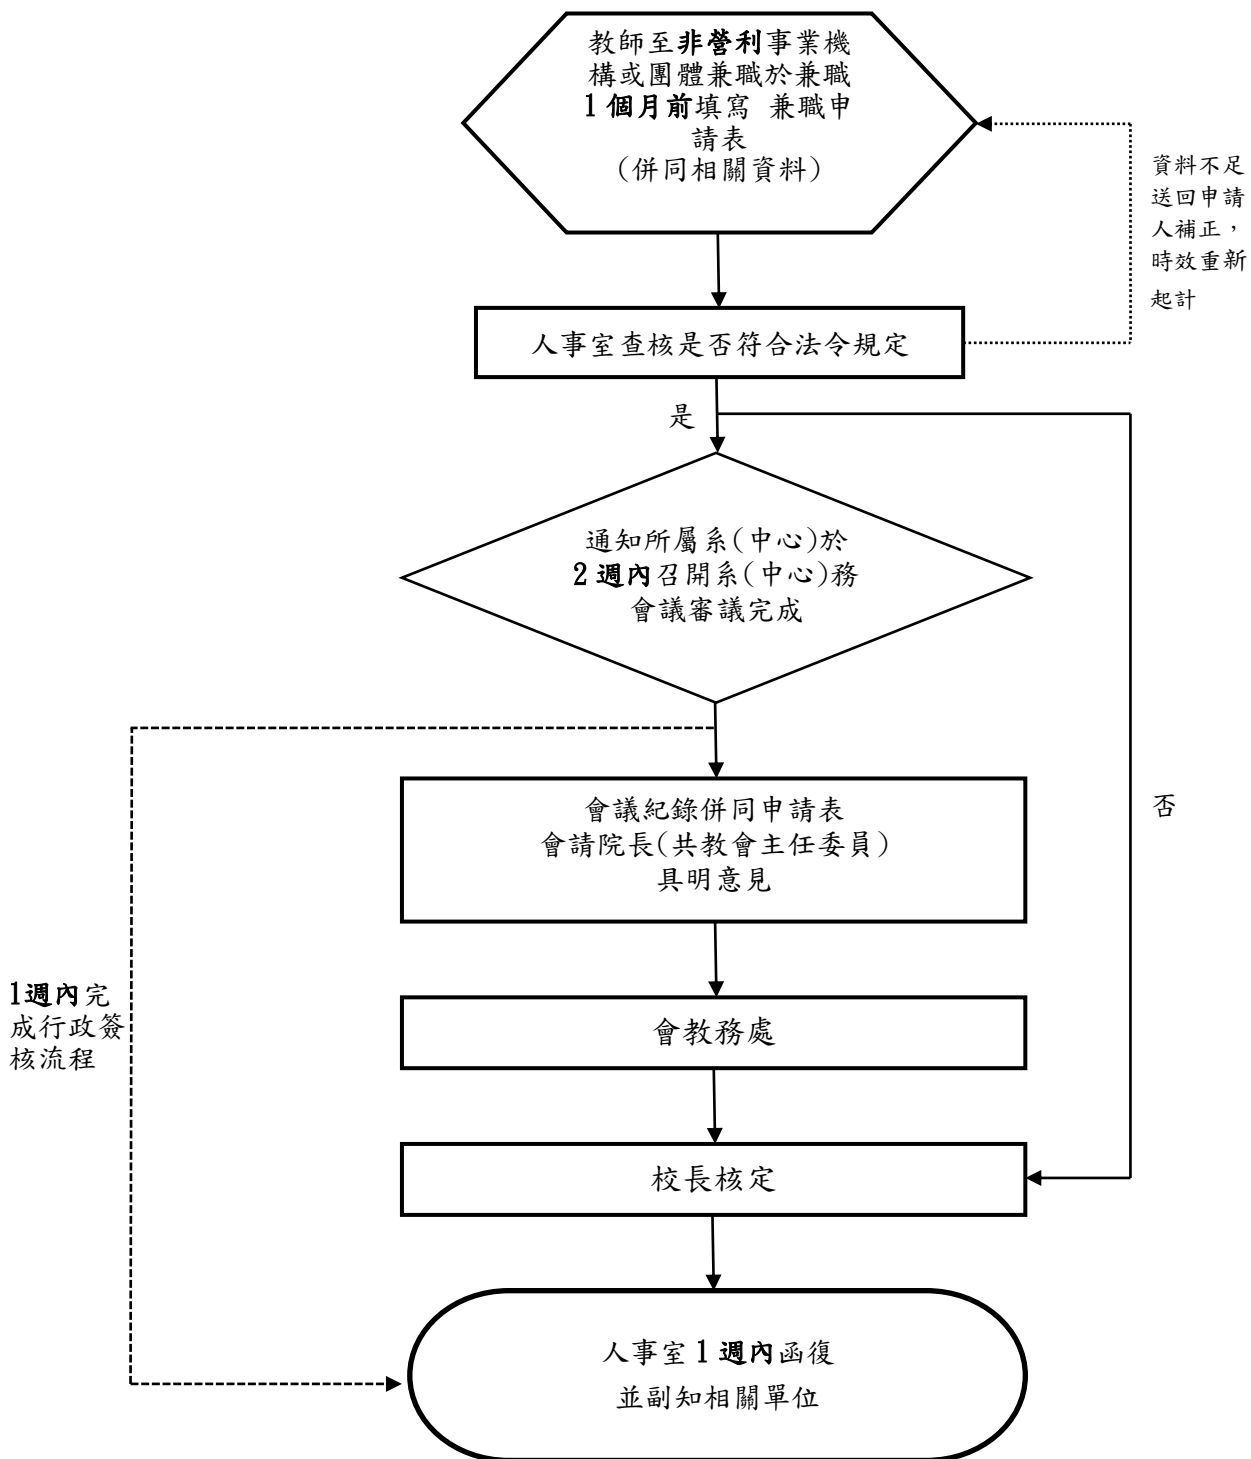 教師至非營利事業機
構或團體兼職於兼職
1 個月前填寫 兼職申
請表
(併同相關資料)
資料不足
送回申請
人補正，
時效重新
起計
人事室查核是否符合法令規定
是
通知所屬系(中心)於
2 週內召開系(中心)務
會議審議完成
會議紀錄併同申請表
會請院長(共教會主任委員)
具明意見
否
1週內完
成行政簽
核流程
會教務處
校長核定
人事室 1 週內函復
並副知相關單位